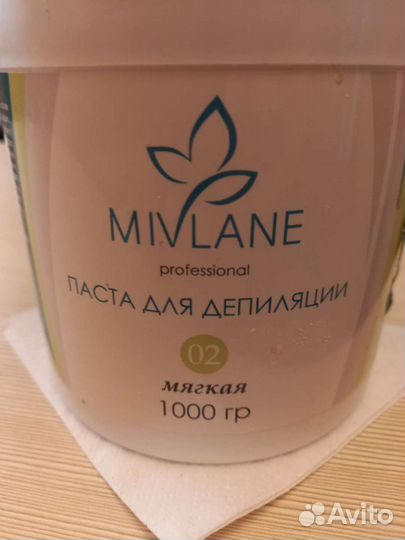 MIVLANE
professional
ПАСТА ДЛЯ ДЕПИЛЯЦИИ
02
мягкая
1000 гр
Avito